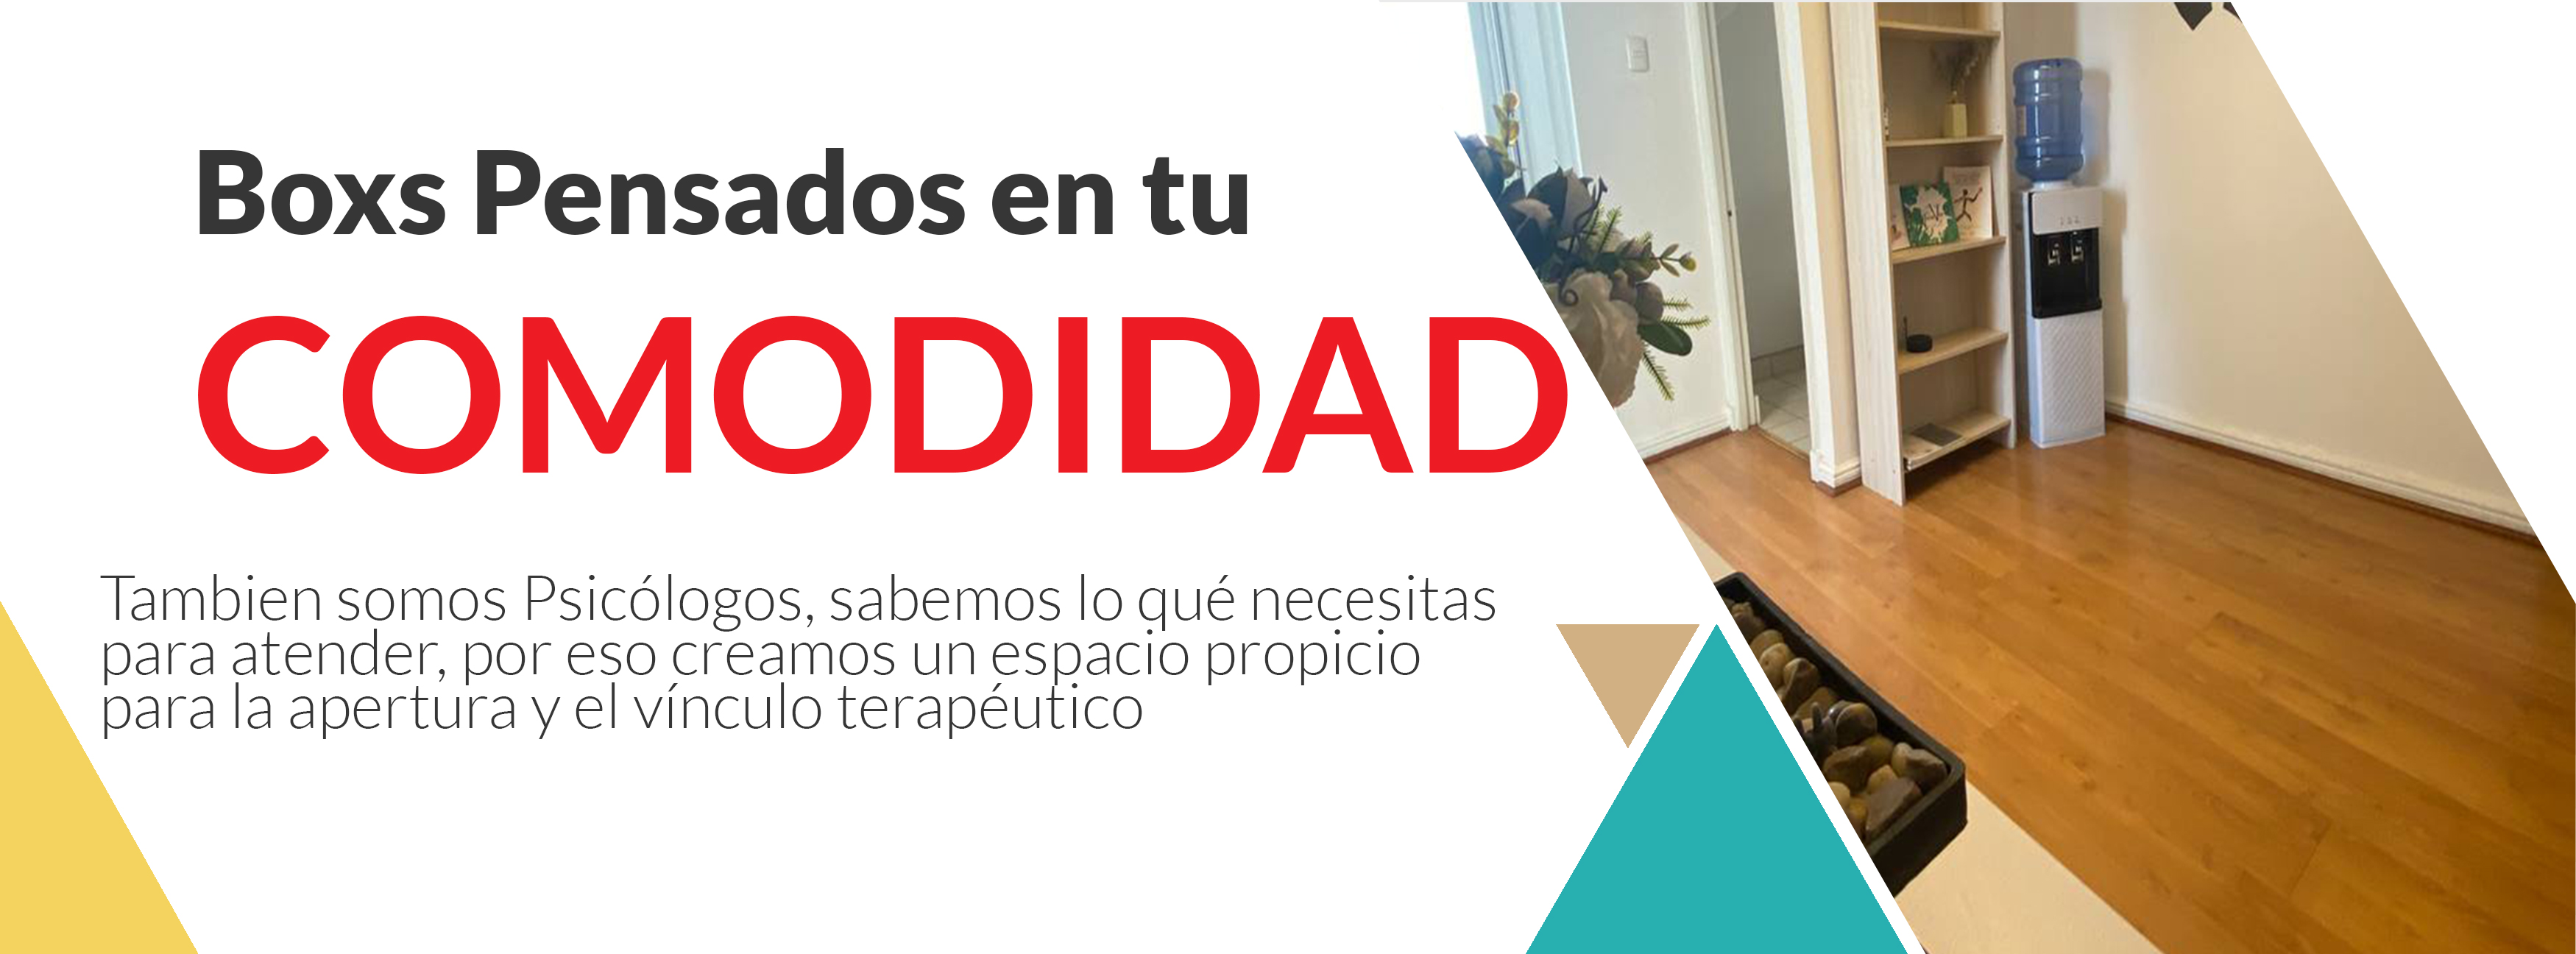 Boxs Pensados en tu
COMODIDAD
Tambien somos Psicólogos, sabemos lo qué necesitas
para atender, por eso creamos un espacio propicio
para la apertura y el vínculo terapéutico